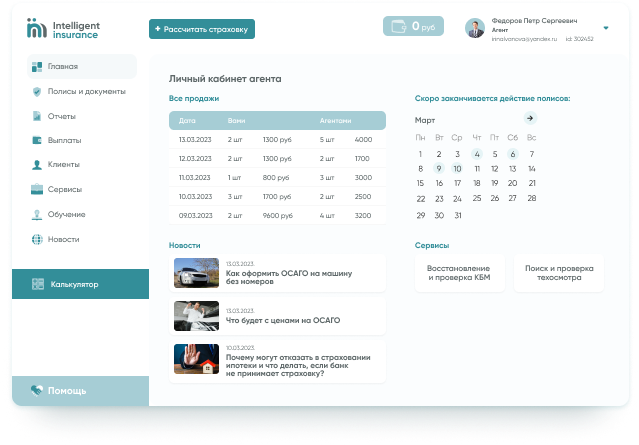 Intelligent
insurance
+ Рассчитать страховку
0 руб
Федоров Петр Сергеевич
Агент
innalvanova@yandex.ru id: 302452
Главная
Полисы и документы
Отчеты
Выплаты
Клиенты
Сервисы
Обучение
Новости
Калькулятор
Помощь
Личный кабинет агента
Все продажи
Дата Вами Агентами
13.03.2023 2 шт 1300 руб 5 шт 4000
12.03.2023 2 шт 1300 руб 2 шт 1700
11.03.2023 1 шт 800 руб 3 шт 3000
10.03.2023 3 шт 1700 руб 2 шт 2500
09.03.2023 2 шт 9600 руб 4 шт 3200
Скоро заканчивается действие полисов:
Март
Пн Вт Ср Чт Пт Сб Вс
1 2 3 4 5 6 7
8 9 10 11 12 13 14
15 16 17 18 19 20 21
22 23 24 25 26 27 28
29 30 31
Новости
13.03.2023.
Как оформить ОСАГО на машину
без номеров
13.03.2023.
Что будет с ценами на ОСАГО
10.03.2023.
Почему могут отказать в страховании
ипотеки и что делать, если банк
не принимает страховку?
Сервисы
Восстановление
и проверка КБМ
Поиск и проверка
техосмотра